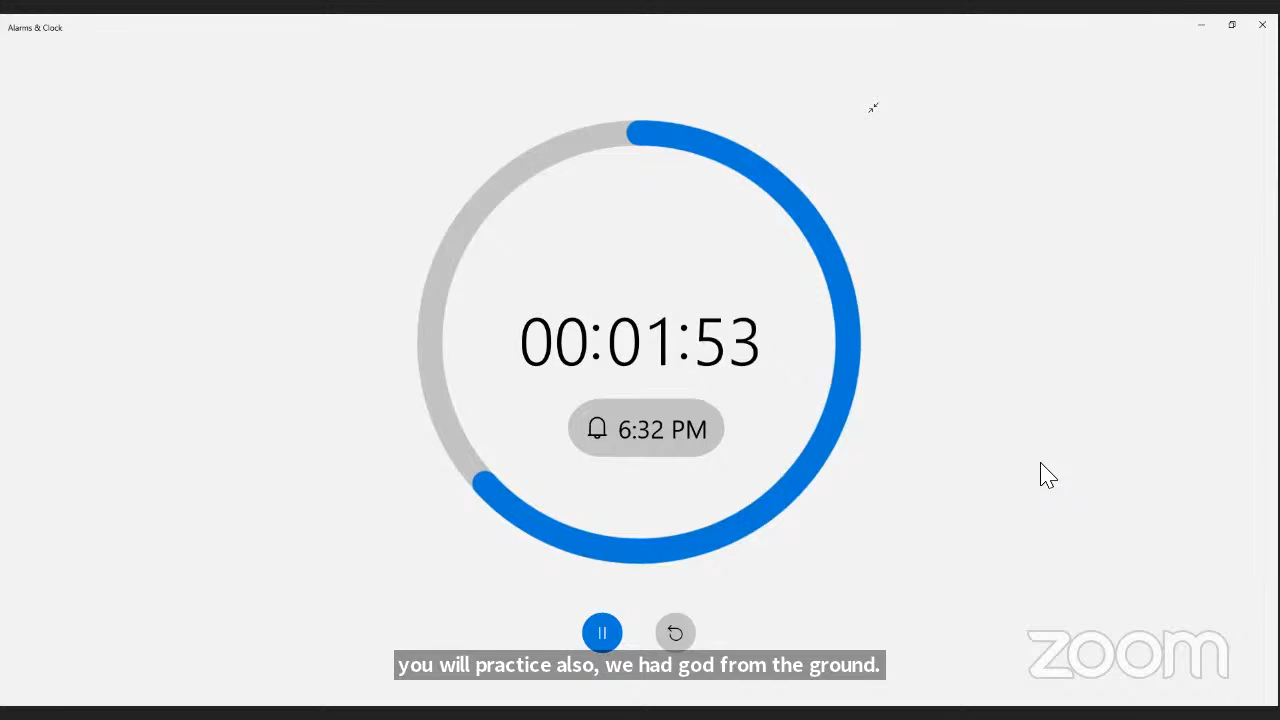 Alarms & Clock
00:01:53
6:32 PM
you will practice also, we had god from the ground.
zoom